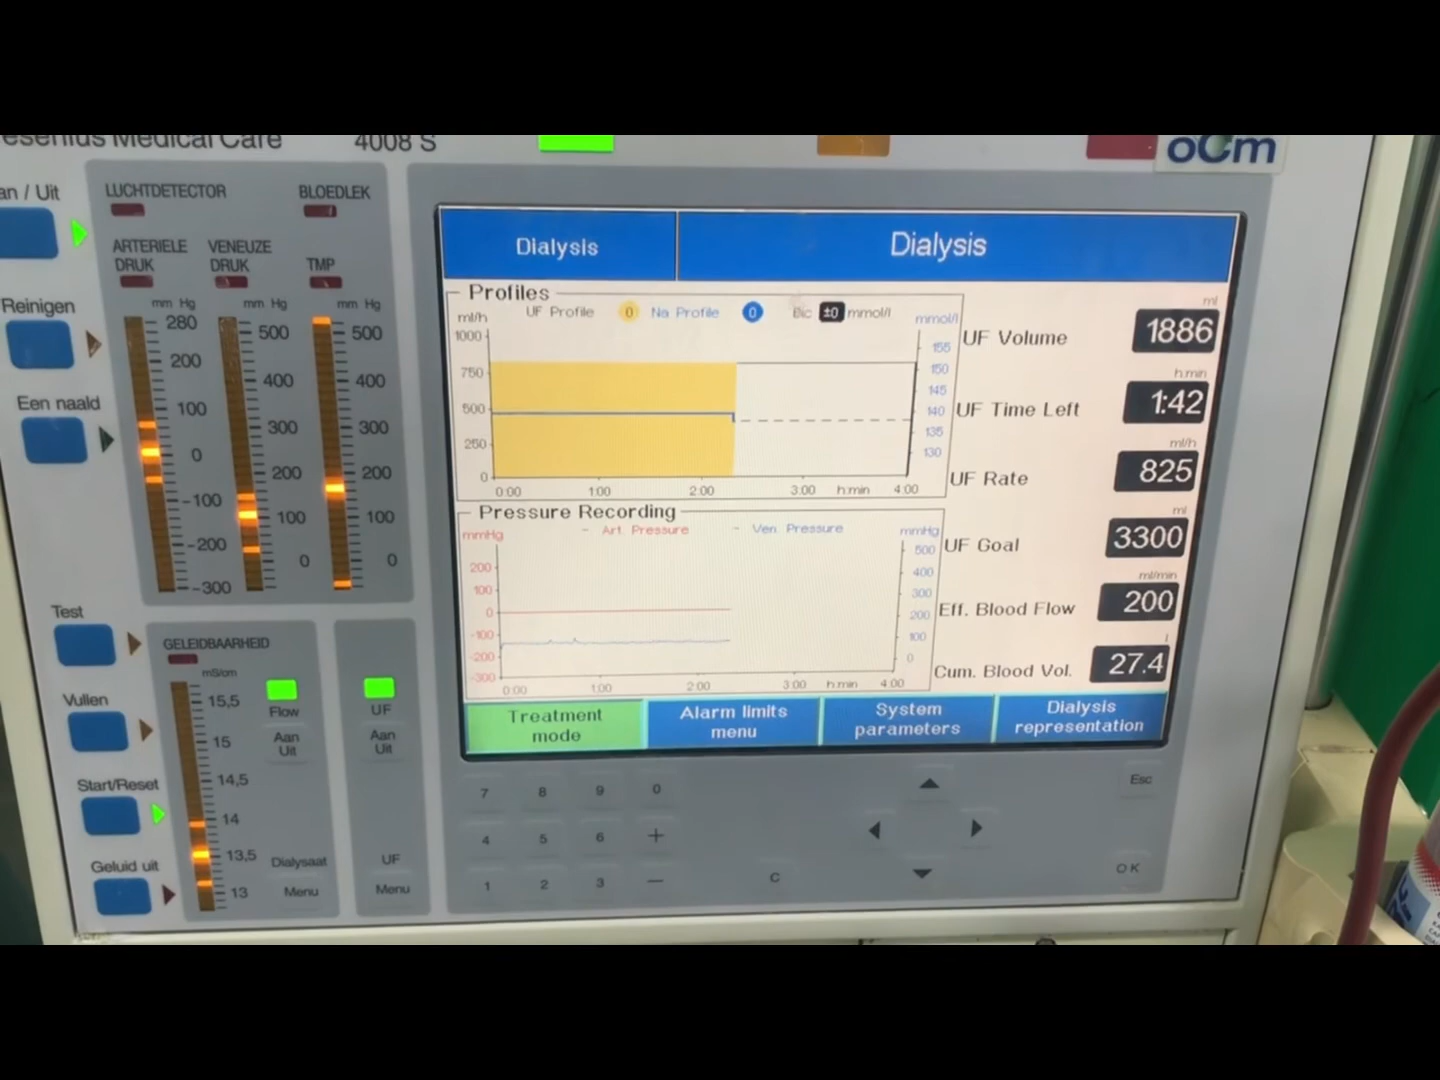 esenius Medical Care 4008 S
oCm
an / Uit
LUCHTDETECTOR BLOEDLEK
ARTERIELE DRUK VENEUZE DRUK TMP
mm Hg mm Hg mm Hg
280 500 500
200 400 400
100 300 300
0 200 200
-100 100 100
-200 0 0
-300
Reinigen
Een naald
Test
Vullen
Start/Reset
Geluid uit
GELEIDBAARHEID
mS/cm
15,5
15
14,5
14
13,5
13
Flow
Aan
Uit
Dialysaat
Menu
UF
Aan
Uit
UF
Menu
Dialysis Dialysis
Profiles
ml/h UF Profile 0 Na Profile 0 Bic ±0 mmol/l mmol/l
1000
750
500
250
0
155
150
145
140
135
130
0:00 1:00 2:00 3:00 h:min 4:00
Pressure Recording
mmHg - Art. Pressure - Ven. Pressure mmHg
200
100
0
-100
-200
-300
500
400
300
200
100
0
0:00 1:00 2:00 3:00 h:min 4:00
ml
UF Volume 1886
h:min
UF Time Left 1:42
ml/h
UF Rate 825
ml
UF Goal 3300
ml/min
Eff. Blood Flow 200
l
Cum. Blood Vol. 27.4
Treatment mode
Alarm limits menu
System parameters
Dialysis representation
7 8 9 0
4 5 6 +
1 2 3 —
C
Esc
OK